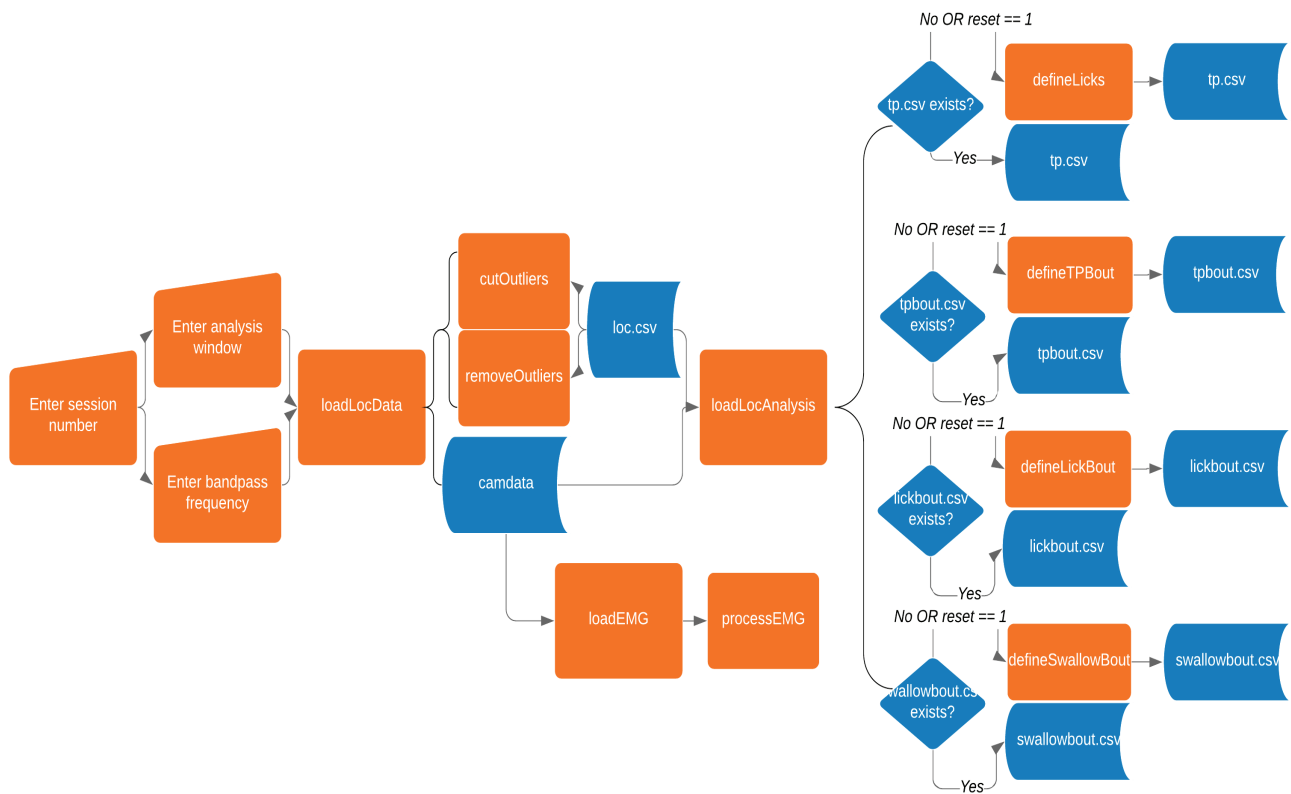 Enter session
number
Enter analysis
window
Enter bandpass
frequency
loadLocData
cutOutliers
removeOutliers
loc.csv
camdata
loadLocAnalysis
loadEMG
processEMG
No OR reset == 1
tp.csv exists?
defineLicks
tp.csv
Yes
tp.csv
No OR reset == 1
tpbout.csv
exists?
defineTPBout
tpbout.csv
Yes
tpbout.csv
No OR reset == 1
lickbout.csv
exists?
defineLickBout
lickbout.csv
Yes
lickbout.csv
No OR reset == 1
wallowbout.cs
exists?
defineSwallowBout
swallowbout.csv
Yes
swallowbout.csv